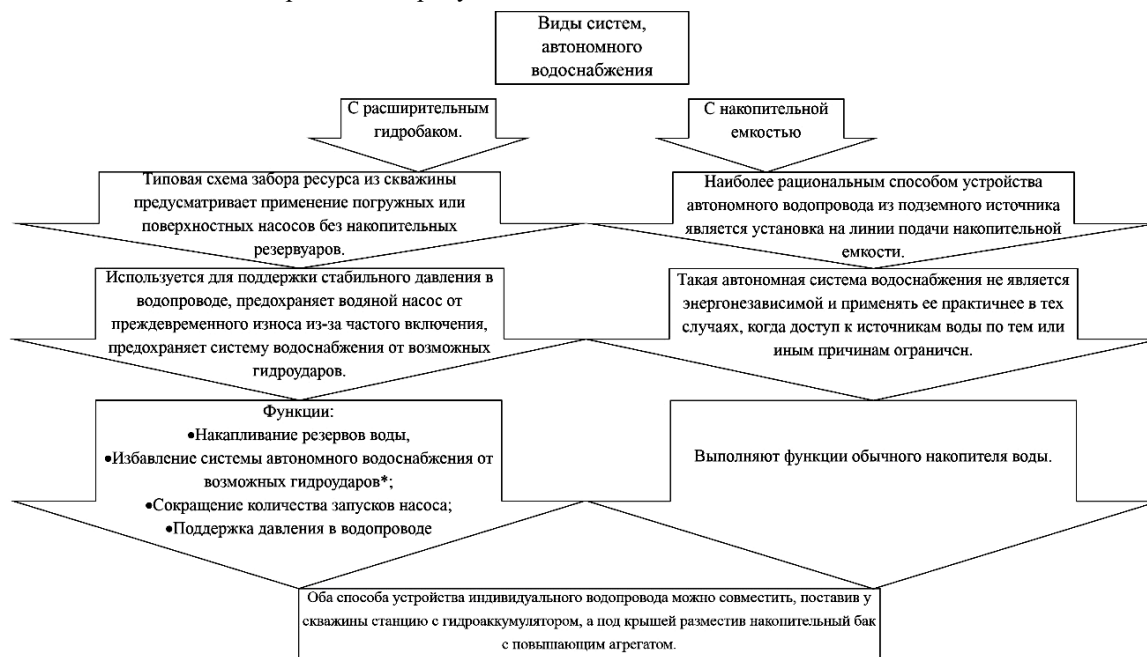 Виды систем,
автономного
водоснабжения
С расширительным
гидробаком.
С накопительной
емкостью
Типовая схема забора ресурса из скважины
предусматривает применение погружных или
поверхностных насосов без накопительных
резервуаров.
Наиболее рациональным способом устройства
автономного водопровода из подземного источника
является установка на линии подачи накопительной
емкости.
Используется для поддержки стабильного давления в
водопроводе, предохраняет водяной насос от
преждевременного износа из-за частого включения,
предохраняет систему водоснабжения от возможных
гидроударов.
Такая автономная система водоснабжения не является
энергонезависимой и применять ее практичнее в тех
случаях, когда доступ к источникам воды по тем или
иным причинам ограничен.
Функции:
•Накапливание резервов воды,
•Избавление системы автономного водоснабжения от
возможных гидроударов*;
•Сокращение количества запусков насоса;
•Поддержка давления в водопроводе
Выполняют функции обычного накопителя воды.
Оба способа устройства индивидуального водопровода можно совместить, поставив у
скважины станцию с гидроаккумулятором, а под крышей разместив накопительный бак
с повышающим агрегатом.